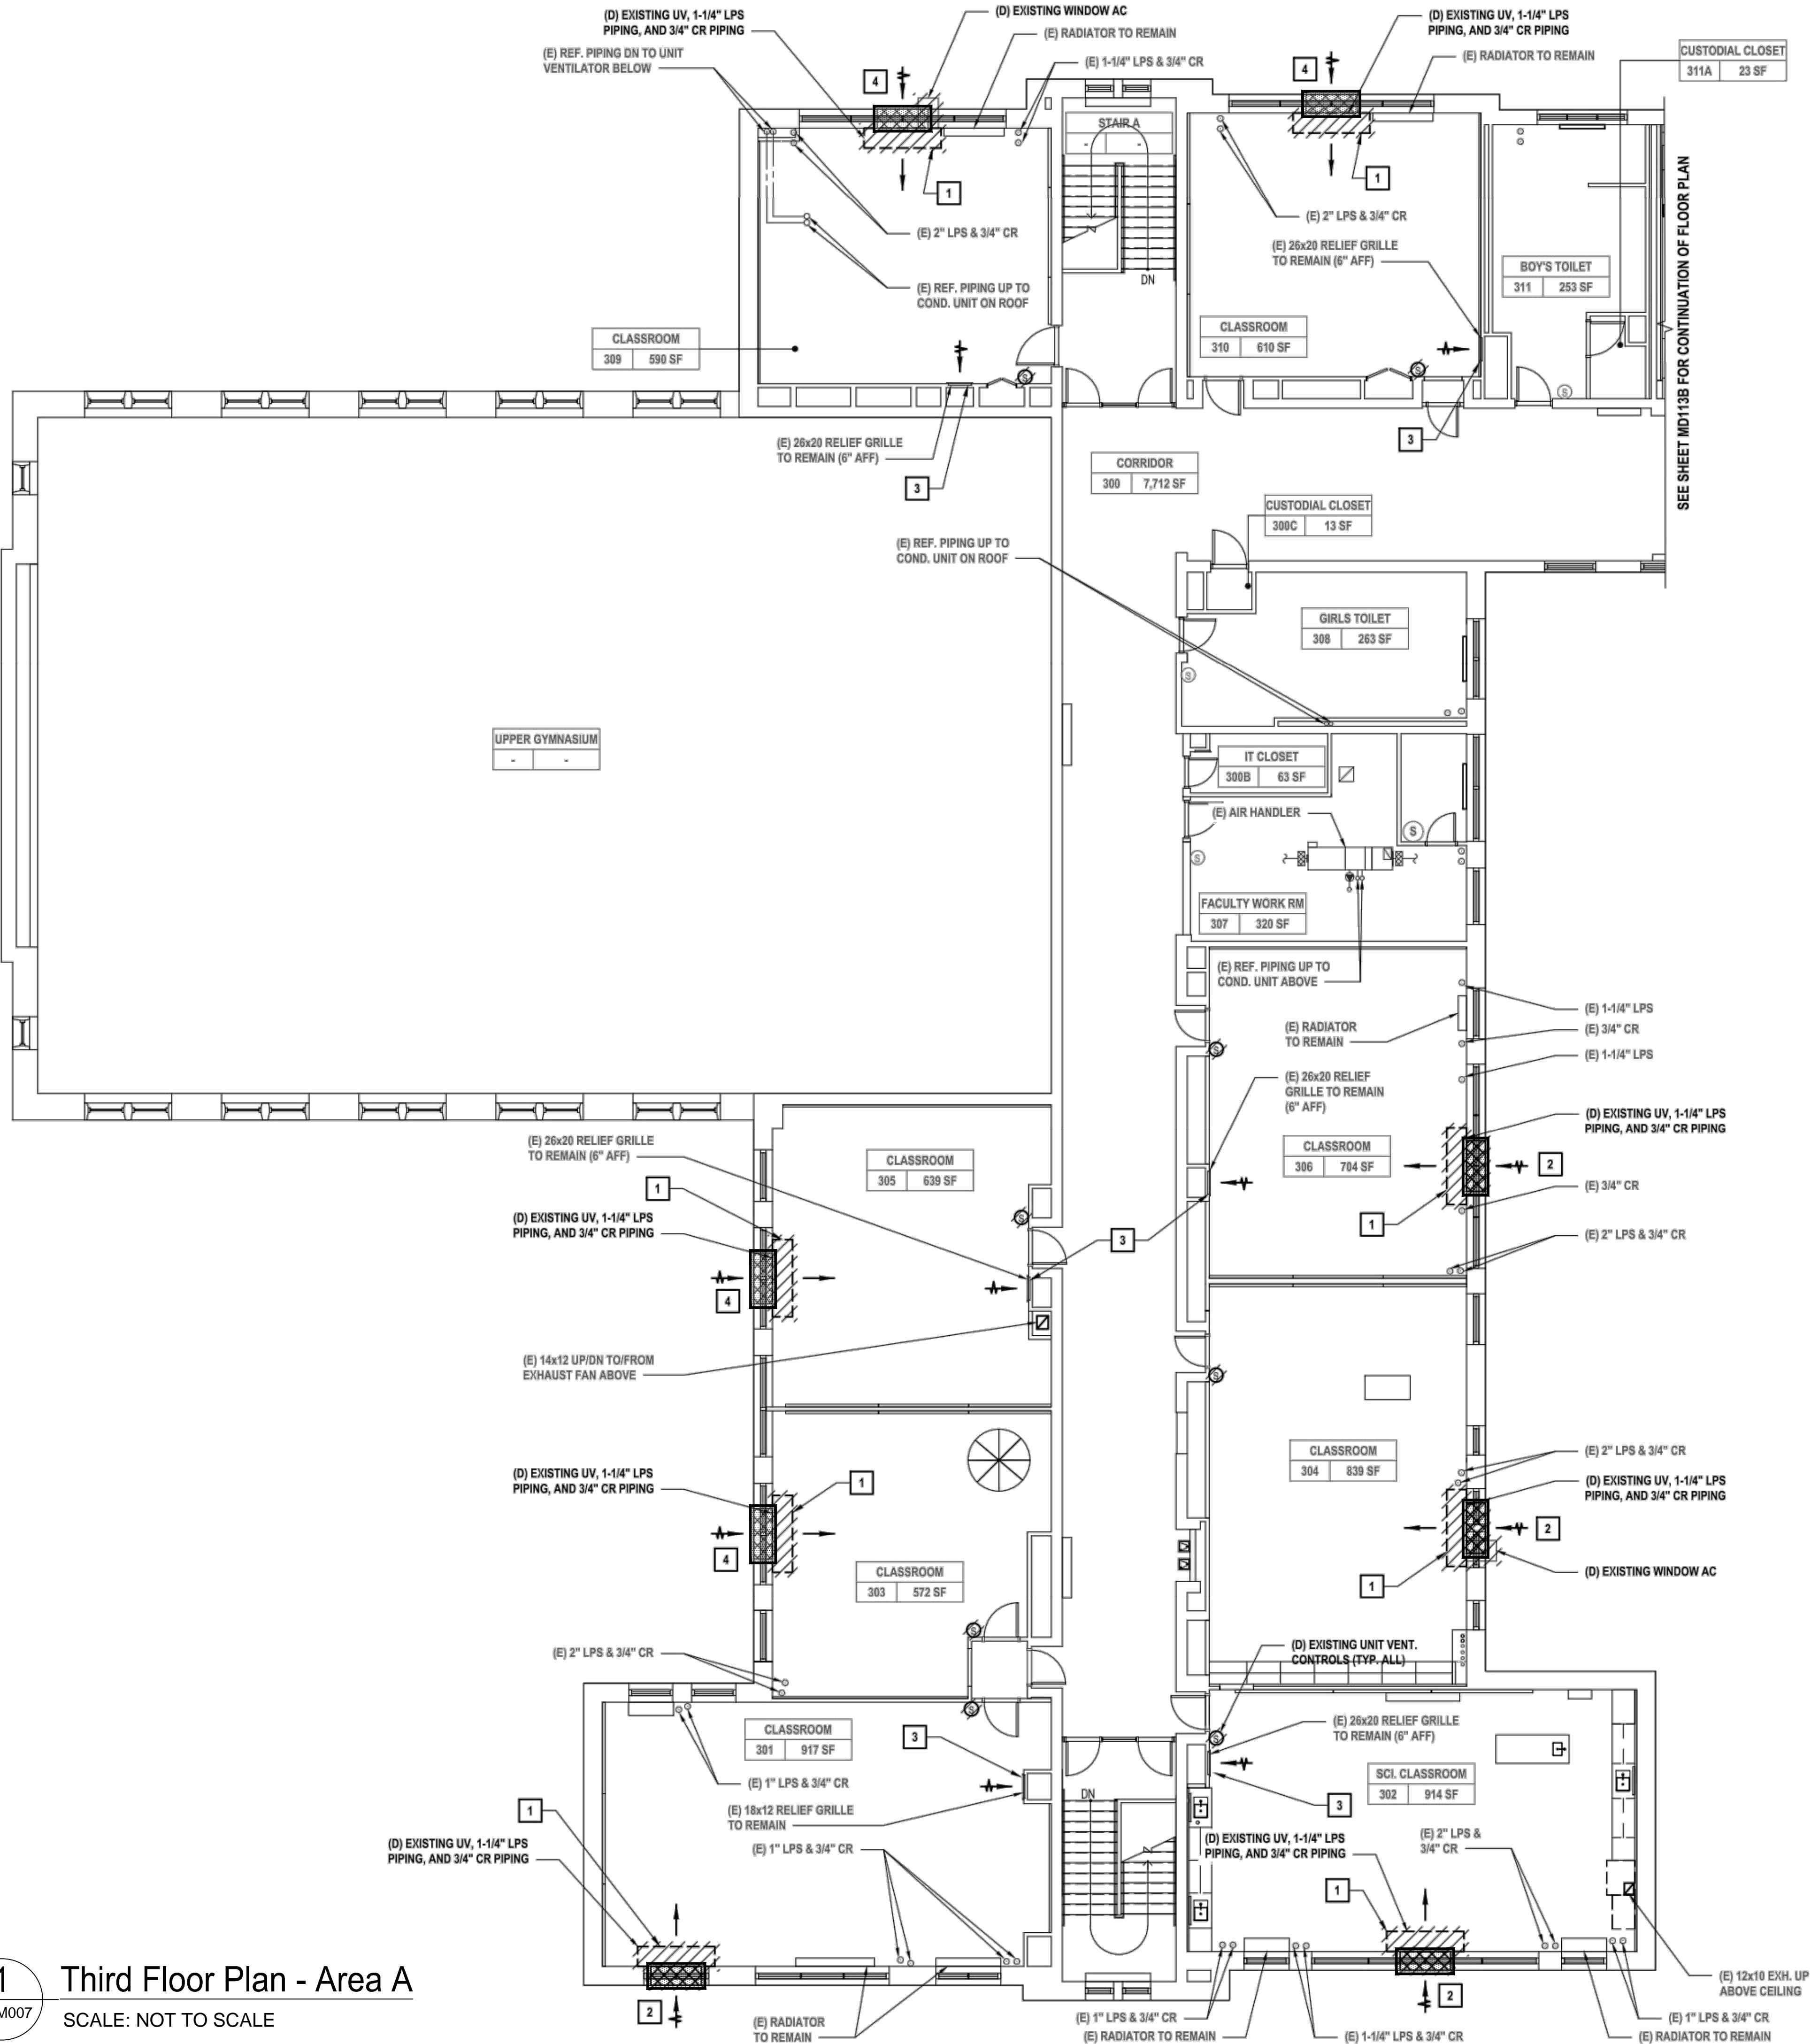 (D) EXISTING UV, 1-1/4" LPS
PIPING, AND 3/4" CR PIPING
(D) EXISTING WINDOW AC
(E) RADIATOR TO REMAIN
(E) REF. PIPING DN TO UNIT
VENTILATOR BELOW
(E) 1-1/4" LPS & 3/4" CR
4
(D) EXISTING UV, 1-1/4" LPS
PIPING, AND 3/4" CR PIPING
(E) RADIATOR TO REMAIN
4
CUSTODIAL CLOSET
311A 23 SF
STAIR A
- -
1
1
(E) 2" LPS & 3/4" CR
(E) 2" LPS & 3/4" CR
(E) 26x20 RELIEF GRILLE
TO REMAIN (6" AFF)
DN
BOY'S TOILET
311 253 SF
SEE SHEET MD113B FOR CONTINUATION OF FLOOR PLAN
(E) REF. PIPING UP TO
COND. UNIT ON ROOF
CLASSROOM
309 590 SF
CLASSROOM
310 610 SF
S
S
S
(E) 26x20 RELIEF GRILLE
TO REMAIN (6" AFF)
3
3
CORRIDOR
300 7,712 SF
CUSTODIAL CLOSET
300C 13 SF
(E) REF. PIPING UP TO
COND. UNIT ON ROOF
GIRLS TOILET
308 263 SF
S
UPPER GYMNASIUM
- -
IT CLOSET
300B 63 SF
(E) AIR HANDLER
S
S
FACULTY WORK RM
307 320 SF
(E) REF. PIPING UP TO
COND. UNIT ABOVE
(E) 1-1/4" LPS
(E) RADIATOR
TO REMAIN
(E) 3/4" CR
S
(E) 1-1/4" LPS
(E) 26x20 RELIEF
GRILLE TO REMAIN
(6" AFF)
(D) EXISTING UV, 1-1/4" LPS
PIPING, AND 3/4" CR PIPING
(E) 26x20 RELIEF GRILLE
TO REMAIN (6" AFF)
CLASSROOM
305 639 SF
CLASSROOM
306 704 SF
2
1
(E) 3/4" CR
(D) EXISTING UV, 1-1/4" LPS
PIPING, AND 3/4" CR PIPING
S
3
1
(E) 2" LPS & 3/4" CR
4
(E) 14x12 UP/DN TO/FROM
EXHAUST FAN ABOVE
S
(D) EXISTING UV, 1-1/4" LPS
PIPING, AND 3/4" CR PIPING
1
CLASSROOM
304 839 SF
(E) 2" LPS & 3/4" CR
(D) EXISTING UV, 1-1/4" LPS
PIPING, AND 3/4" CR PIPING
4
2
CLASSROOM
303 572 SF
1
(D) EXISTING WINDOW AC
S
(E) 2" LPS & 3/4" CR
(D) EXISTING UNIT VENT.
CONTROLS (TYP. ALL)
S
CLASSROOM
301 917 SF
3
S
(E) 26x20 RELIEF GRILLE
TO REMAIN (6" AFF)
(E) 1" LPS & 3/4" CR
SCI. CLASSROOM
302 914 SF
DN
1
(E) 18x12 RELIEF GRILLE
TO REMAIN
3
(D) EXISTING UV, 1-1/4" LPS
PIPING, AND 3/4" CR PIPING
(E) 1" LPS & 3/4" CR
(D) EXISTING UV, 1-1/4" LPS
PIPING, AND 3/4" CR PIPING
(E) 2" LPS &
3/4" CR
1
1
Third Floor Plan - Area A
M007
SCALE: NOT TO SCALE
2
(E) RADIATOR
TO REMAIN
2
(E) 12x10 EXH. UP
ABOVE CEILING
(E) 1" LPS & 3/4" CR
(E) RADIATOR TO REMAIN
(E) 1-1/4" LPS & 3/4" CR
(E) 1" LPS & 3/4" CR
(E) RADIATOR TO REMAIN